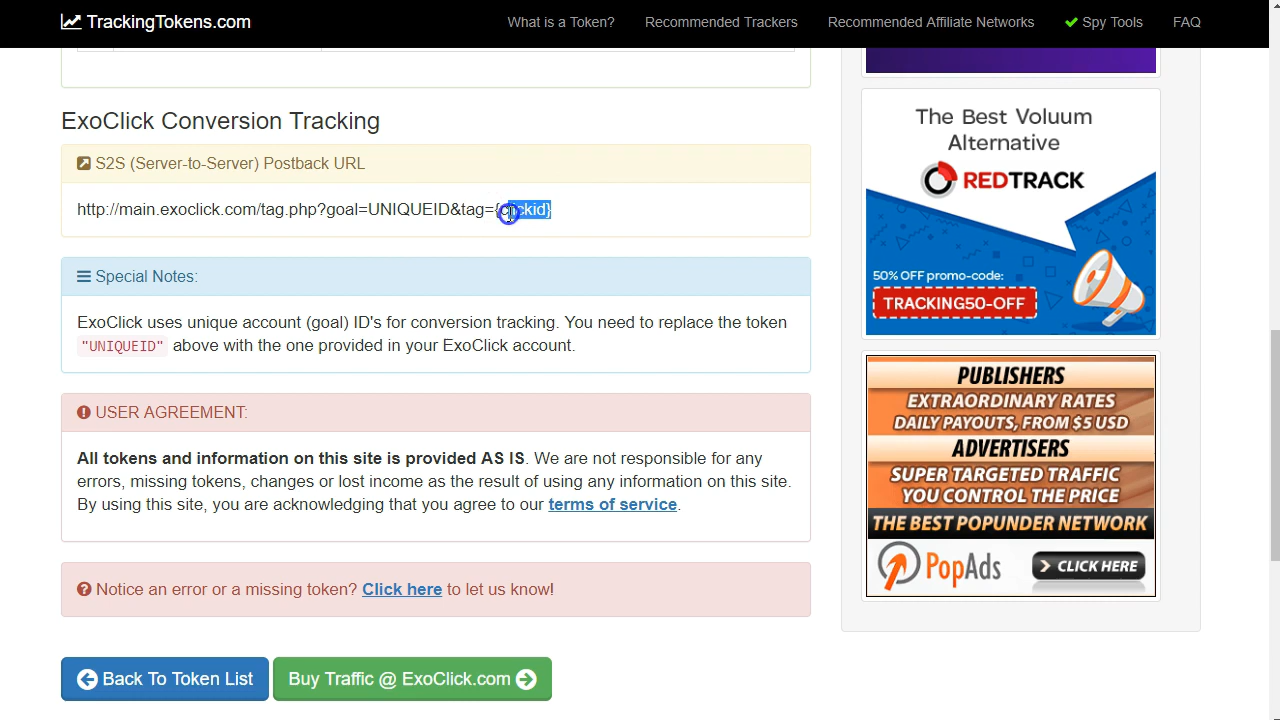 TrackingTokens.com
What is a Token?
Recommended Trackers
Recommended Affiliate Networks
Spy Tools
FAQ
ExoClick Conversion Tracking
S2S (Server-to-Server) Postback URL
http://main.exoclick.com/tag.php?goal=UNIQUEID&tag={clickid}
Special Notes:
ExoClick uses unique account (goal) ID's for conversion tracking. You need to replace the token
"UNIQUEID" above with the one provided in your ExoClick account.
USER AGREEMENT:
All tokens and information on this site is provided AS IS. We are not responsible for any
errors, missing tokens, changes or lost income as the result of using any information on this site.
By using this site, you are acknowledging that you agree to our terms of service.
Notice an error or a missing token? Click here to let us know!
Back To Token List
Buy Traffic @ ExoClick.com
The Best Voluum
Alternative
REDTRACK
50% OFF promo-code:
TRACKING50-OFF
PUBLISHERS
EXTRAORDINARY RATES
DAILY PAYOUTS, FROM $5 USD
ADVERTISERS
SUPER TARGETED TRAFFIC
YOU CONTROL THE PRICE
THE BEST POPUNDER NETWORK
PopAds
CLICK HERE